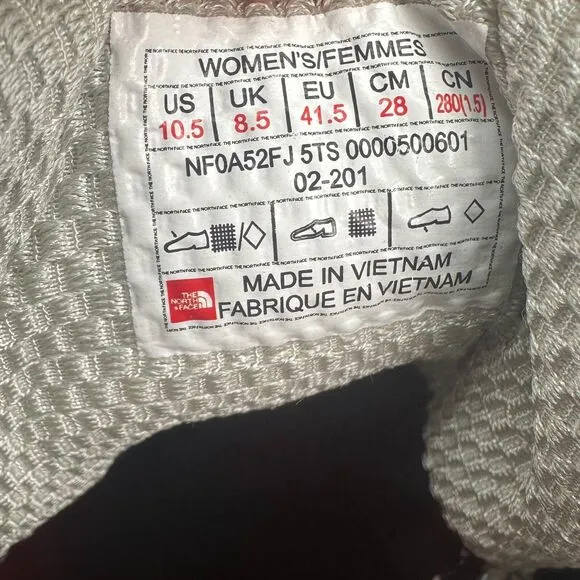 WOMEN'S/FEMMES
US UK EU CM CN
10.5 8.5 41.5 28 280(1.5)
NF0A52FJ 5TS 0000500601
02-201
THE NORTH FACE MADE IN VIETNAM
FABRIQUE EN VIETNAM